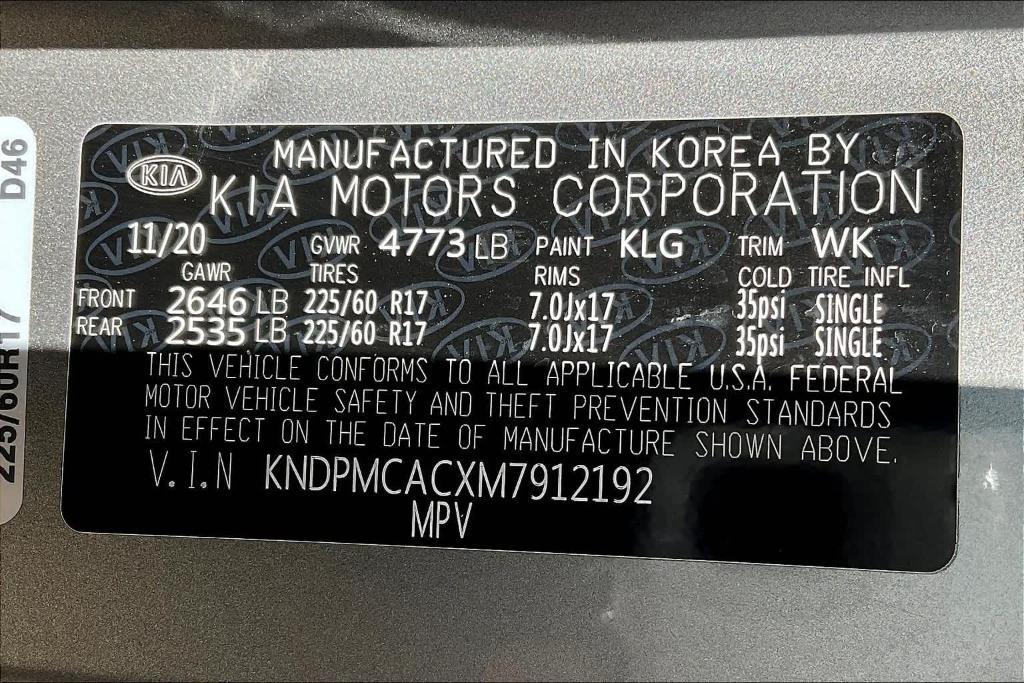 KIA
MANUFACTURED IN KOREA BY
KIA MOTORS CORPORATION
11/20 GVWR 4773 LB PAINT KLG TRIM WK
GAWR TIRES RIMS COLD TIRE INFL
FRONT 2646 LB 225/60 R17 7.0Jx17 35psi SINGLE
REAR 2535 LB 225/60 R17 7.0Jx17 35psi SINGLE
THIS VEHICLE CONFORMS TO ALL APPLICABLE U.S.A. FEDERAL
MOTOR VEHICLE SAFETY AND THEFT PREVENTION STANDARDS
IN EFFECT ON THE DATE OF MANUFACTURE SHOWN ABOVE.
V.I.N KNDPMCACXM7912192
MPV
225/60R17 D46